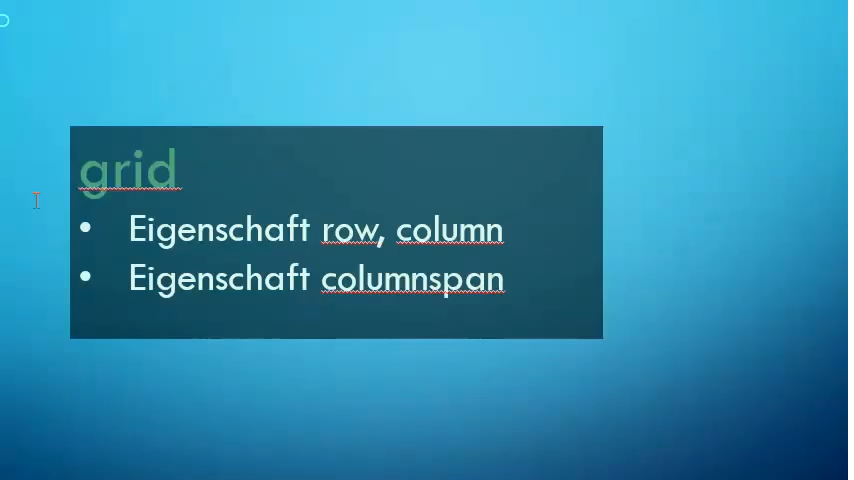 grid
• Eigenschaft row, column
• Eigenschaft columnspan